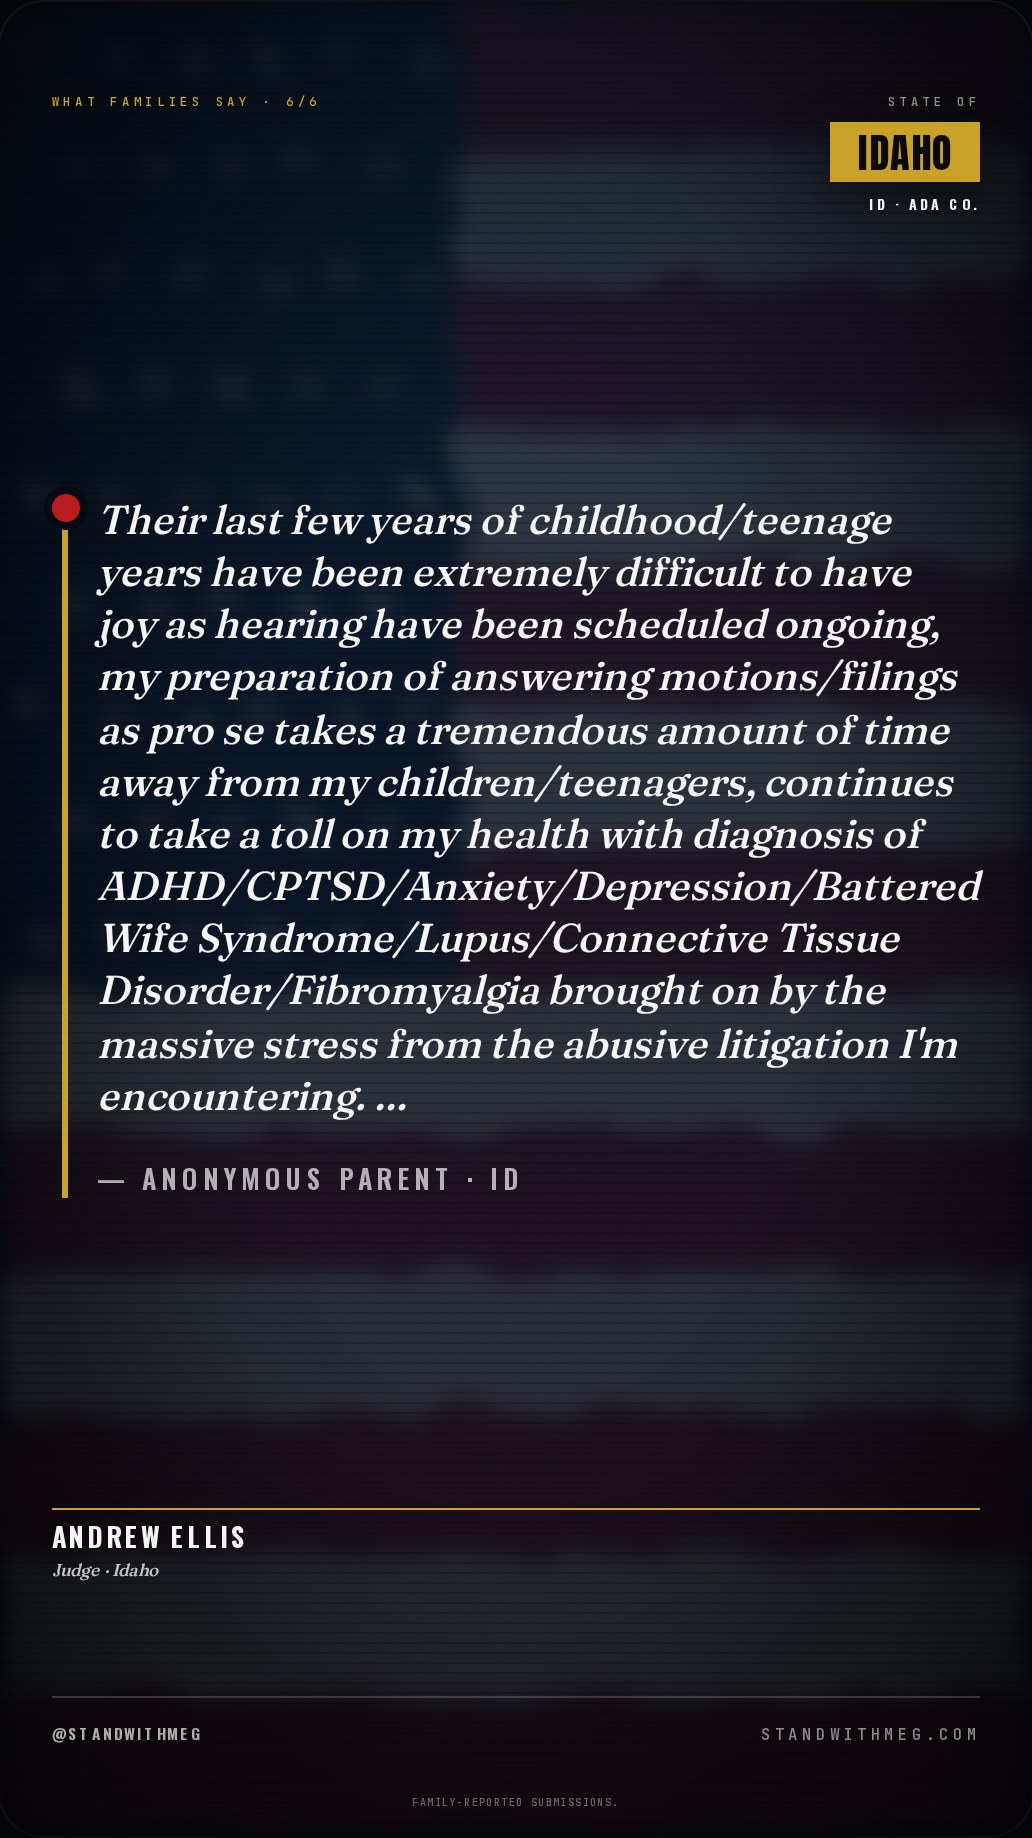 WHAT FAMILIES SAY · 6/6
STATE OF
IDAHO
ID · ADA CO.
Their last few years of childhood/teenage
years have been extremely difficult to have
joy as hearing have been scheduled ongoing,
my preparation of answering motions/filings
as pro se takes a tremendous amount of time
away from my children/teenagers, continues
to take a toll on my health with diagnosis of
ADHD/CPTSD/Anxiety/Depression/Battered
Wife Syndrome/Lupus/Connective Tissue
Disorder/Fibromyalgia brought on by the
massive stress from the abusive litigation I'm
encountering. ...
— ANONYMOUS PARENT · ID
ANDREW ELLIS
Judge · Idaho
@STANDWITHMEG
STANDWITHMEG.COM
FAMILY-REPORTED SUBMISSIONS.